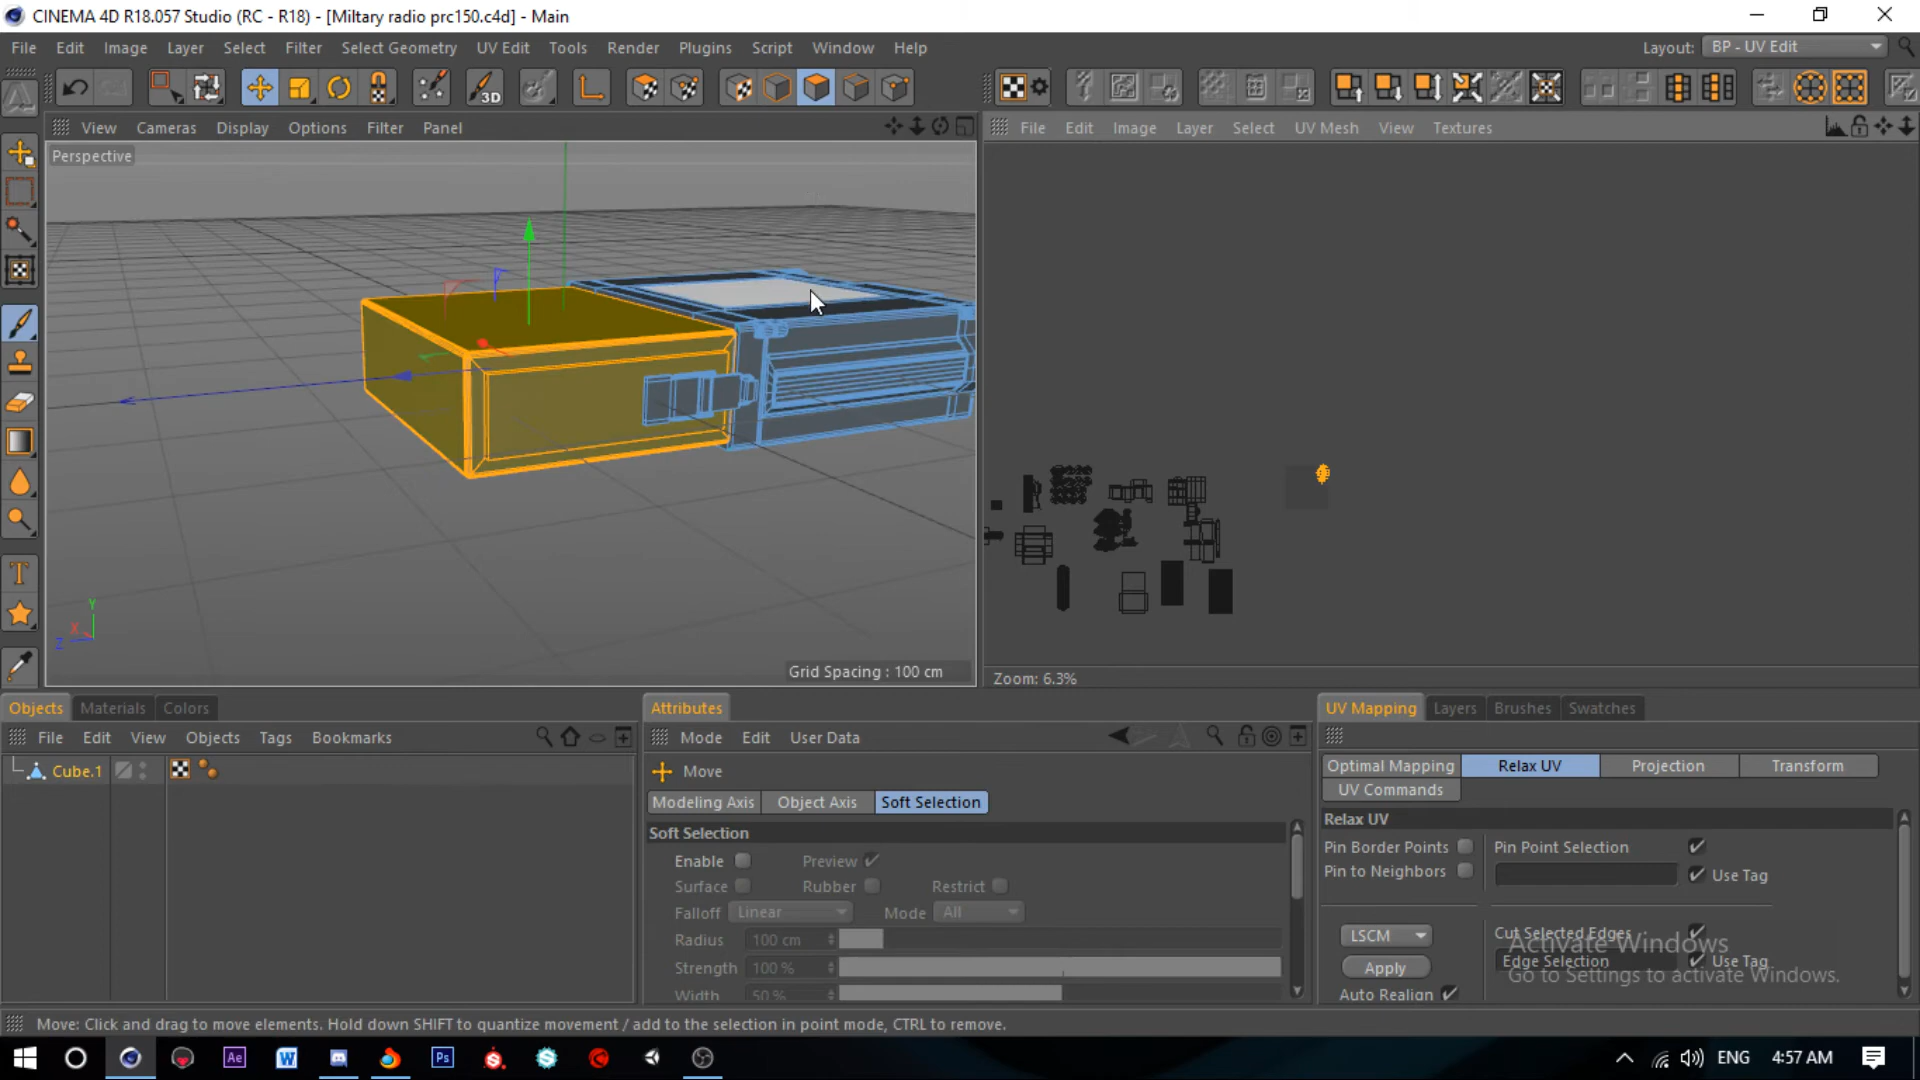 CINEMA 4D R18.057 Studio (RC - R18) - [Miltary radio prc150.c4d] - Main
File Edit Image Layer Select Filter Select Geometry UV Edit Tools Render Plugins Script Window Help Layout: BP - UV Edit
3D
View Cameras Display Options Filter Panel
File Edit Image Layer Select UV Mesh View Textures
Perspective
Y
X
Z
Grid Spacing : 100 cm
Zoom: 6.3%
Objects Materials Colors
File Edit View Objects Tags Bookmarks
Cube.1
Attributes
Mode Edit User Data
Move
Modeling Axis Object Axis Soft Selection
Soft Selection
Enable Preview
Surface Rubber Restrict
Falloff Linear Mode All
Radius 100 cm
Strength 100 %
Width 50 %
UV Mapping Layers Brushes Swatches
Optimal Mapping Relax UV Projection Transform
UV Commands
Relax UV
Pin Border Points Pin Point Selection
Pin to Neighbors Use Tag
LSCM Cut Selected Edges
Apply Edge Selection Use Tag
Auto Realign
Activate Windows
Go to Settings to activate Windows.
Move: Click and drag to move elements. Hold down SHIFT to quantize movement / add to the selection in point mode, CTRL to remove.
Ae W Ps ENG 4:57 AM